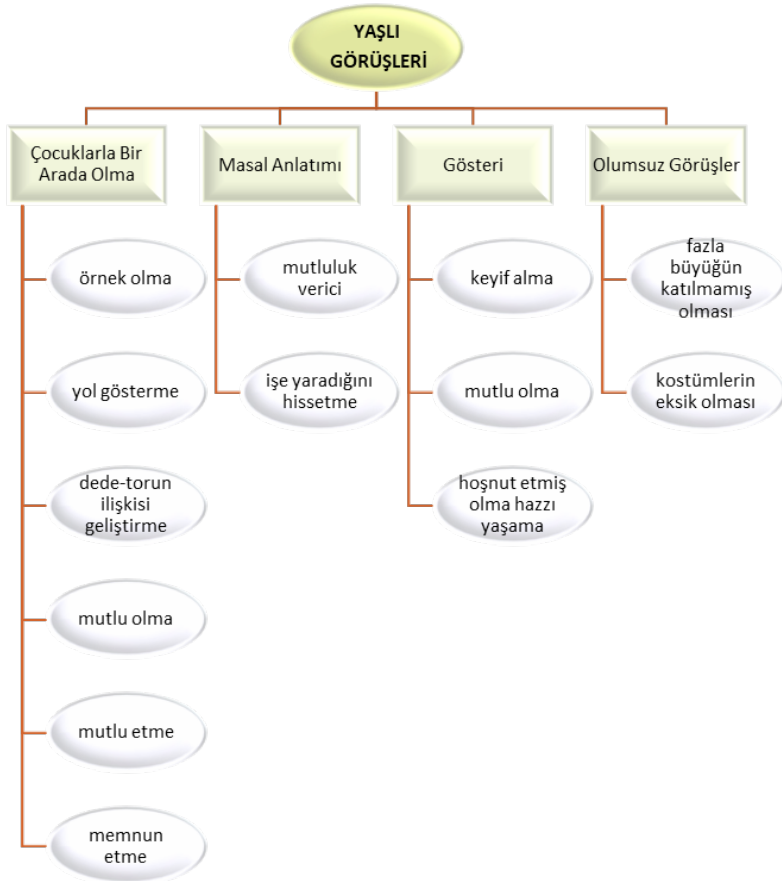 YAŞLI
GÖRÜŞLERİ
Çocuklarla Bir
Arada Olma
örnek olma
yol gösterme
dede-torun
ilişkisi
geliştirme
mutlu olma
mutlu etme
memnun
etme
Masal Anlatımı
mutluluk
verici
işe yaradığını
hissetme
Gösteri
keyif alma
mutlu olma
hoşnut etmiş
olma hazzı
yaşama
Olumsuz Görüşler
fazla
büyüğün
katılmamış
olması
kostümlerin
eksik olması